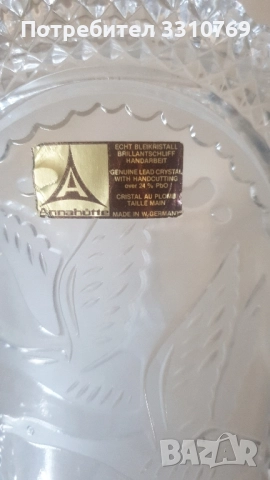 Потребител 3310769
Annahütte
ECHT BLEIKRISTALL
BRILLANTSCHLIFF
HANDARBEIT
GENUINE LEAD CRYSTAL
WITH HANDCUTTING
over 24 % PbO
CRISTAL AU PLOMB
TAILLE MAIN
MADE IN W.GERMANY
BAZAR